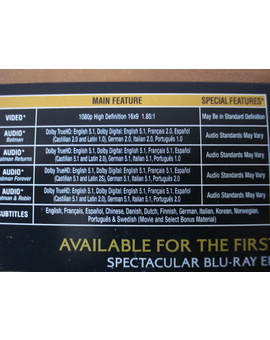 MAIN FEATURE SPECIAL FEATURES*
VIDEO* 1080p High Definition 16x9 1.85:1 May Be in Standard Definition
AUDIO* Dolby TrueHD: English 5.1, Dolby Digital: English 5.1, Français 2.0, Español
Batman (Castilian 2.0 and Latin 1.0), German 2.0, Italian 2.0, Português 1.0 Audio Standards May Vary
AUDIO* Dolby TrueHD: English 5.1, Dolby Digital: English 5.1, Français 5.1, Español
atman Returns (Castilian 5.1 and Latin 2.0), German 5.1, Italian 5.1, Português 1.0 Audio Standards May Vary
AUDIO* Dolby TrueHD: English 5.1, Dolby Digital: English 5.1, Français 5.1, Español
atman Forever (Castilian 5.1 and Latin 2.0), German 5.1, Italian 5.1, Português 2.0 Audio Standards May Vary
AUDIO* Dolby TrueHD: English 5.1, Dolby Digital: English 5.1, Français 5.1, Español
atman & Robin (Castilian 5.1 and Latin 5.1), German 5.1, Italian 5.1, Português 5.1 Audio Standards May Vary
SUBTITLES English, Français, Español, Chinese, Danish, Dutch, Finnish, German, Italian, Korean, Norwegian,
Português & Swedish (Movie and Select Bonus Material)
AVAILABLE FOR THE FIRST
SPECTACULAR BLU-RAY